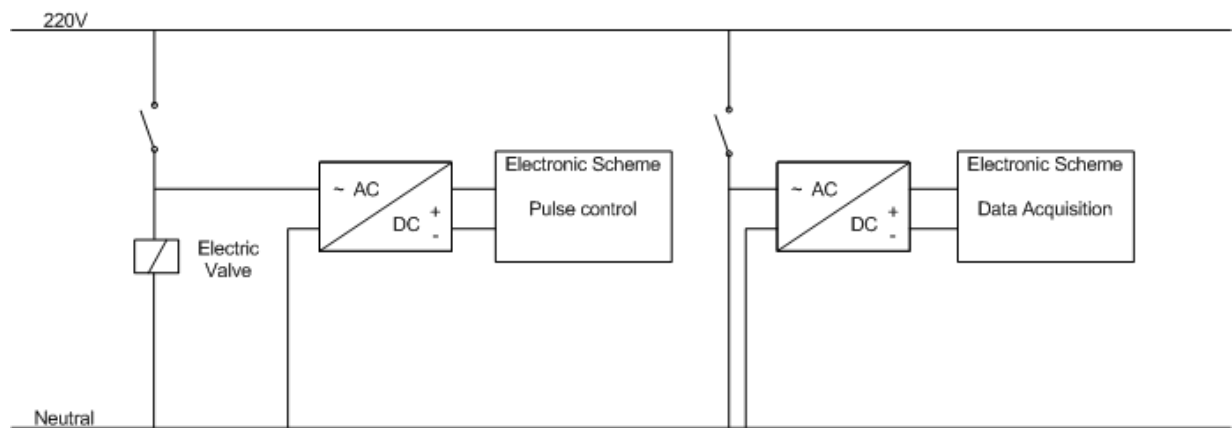 220V
Electronic Scheme
Pulse control
~ AC
DC + -
Electric
Valve
Electronic Scheme
Data Acquisition
~ AC
DC + -
Neutral